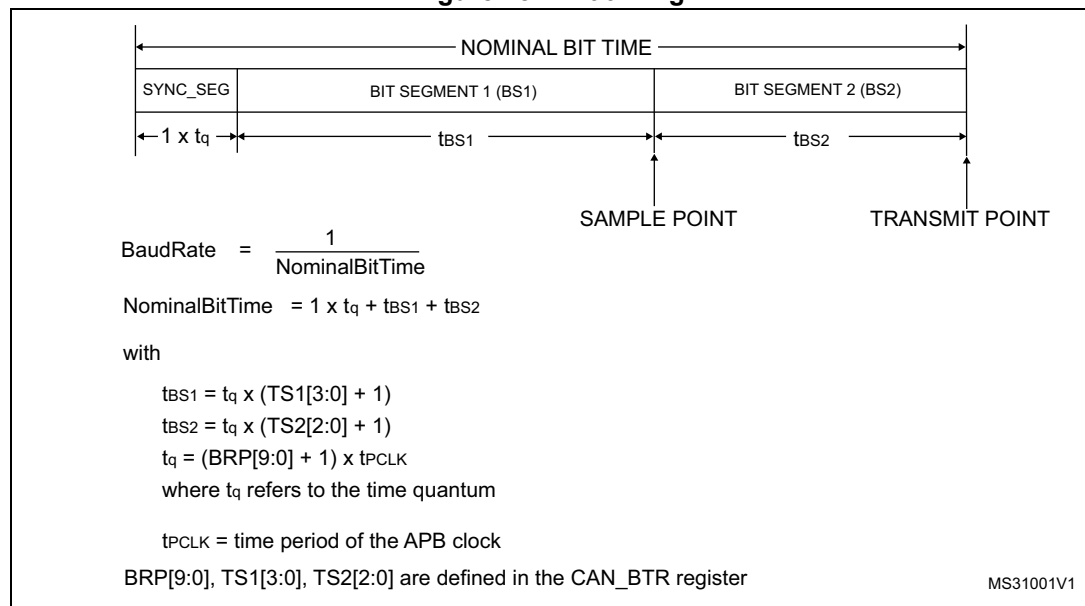 NOMINAL BIT TIME
SYNC_SEG BIT SEGMENT 1 (BS1) BIT SEGMENT 2 (BS2)
1 x tq tBS1 tBS2
SAMPLE POINT TRANSMIT POINT
BaudRate = 1
NominalBitTime
NominalBitTime = 1 x tq + tBS1 + tBS2
with
tBS1 = tq x (TS1[3:0] + 1)
tBS2 = tq x (TS2[2:0] + 1)
tq = (BRP[9:0] + 1) x tPCLK
where tq refers to the time quantum
tPCLK = time period of the APB clock
BRP[9:0], TS1[3:0], TS2[2:0] are defined in the CAN_BTR register
MS31001V1